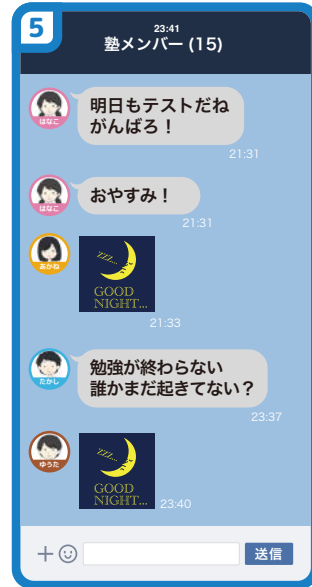 5
23:41
塾メンバー (15)
はなこ
明日もテストだね
がんばろ！
21:31
はなこ
おやすみ！
21:31
あかね
zzz...
GOOD
NIGHT...
21:33
たかし
勉強が終わらない
誰かまだ起きてない？
23:37
ゆうた
zzz...
GOOD
NIGHT...
23:40
送信